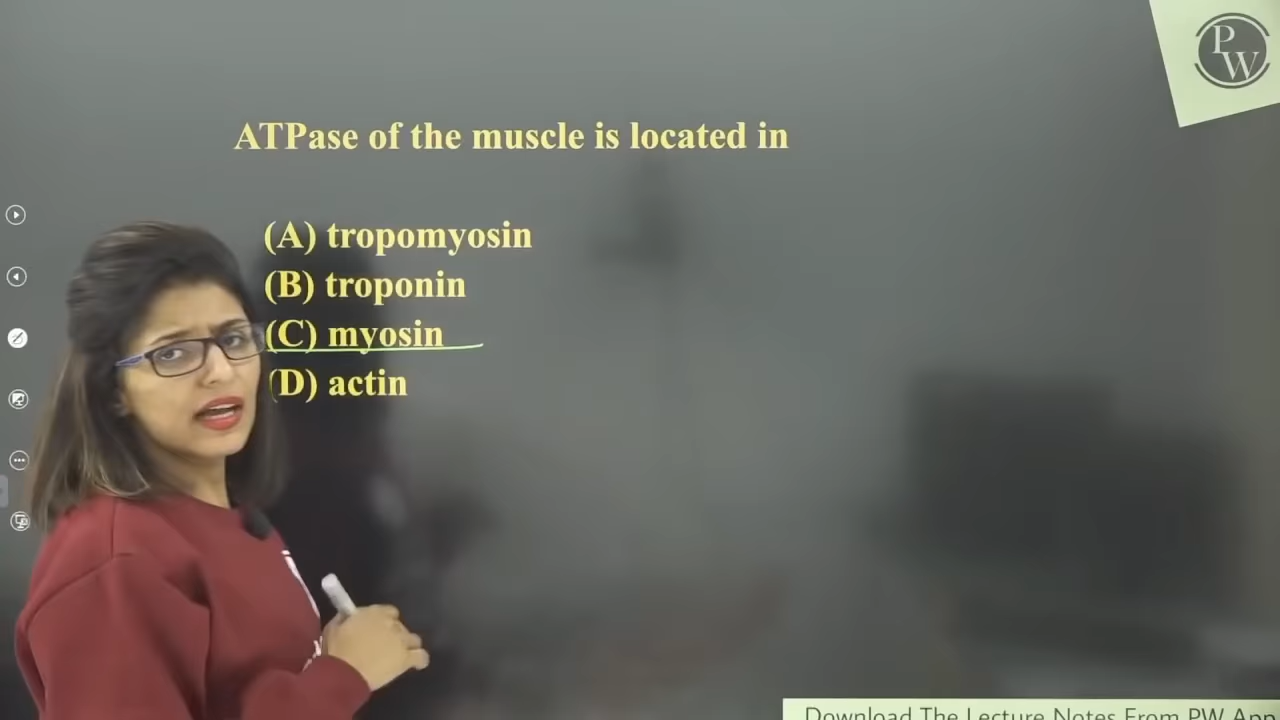 P
W
ATPase of the muscle is located in
(A) tropomyosin
(B) troponin
(C) myosin
(D) actin
Download The Lecture Notes From PW App